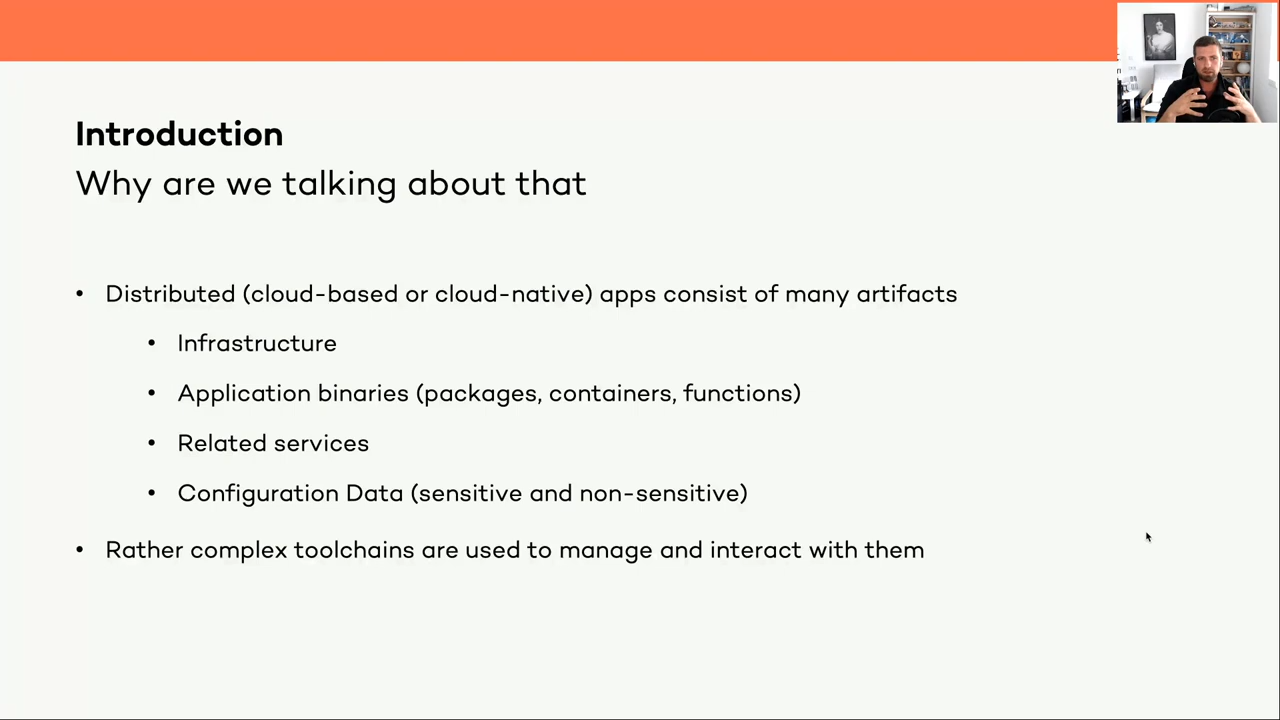 Introduction
Why are we talking about that
• Distributed (cloud-based or cloud-native) apps consist of many artifacts
• Infrastructure
• Application binaries (packages, containers, functions)
• Related services
• Configuration Data (sensitive and non-sensitive)
• Rather complex toolchains are used to manage and interact with them